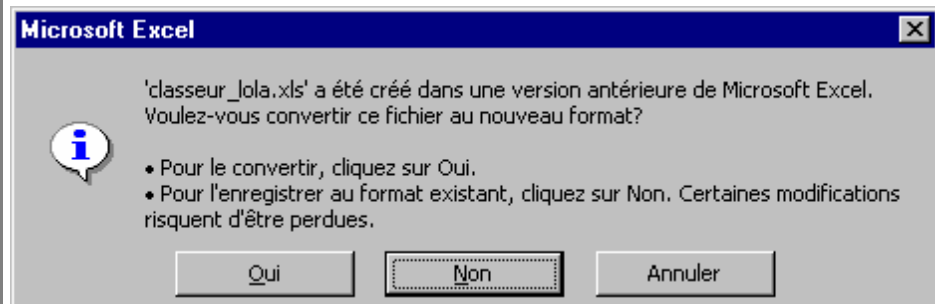 Microsoft Excel
'classeur_lola.xls' a été créé dans une version antérieure de Microsoft Excel.
Voulez-vous convertir ce fichier au nouveau format?
• Pour le convertir, cliquez sur Oui.
• Pour l'enregistrer au format existant, cliquez sur Non. Certaines modifications
risquent d'être perdues.
Oui Non Annuler